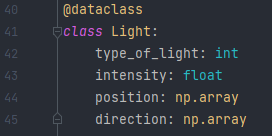 40 @dataclass
41 class Light:
42 type_of_light: int
43 intensity: float
44 position: np.array
45 direction: np.array